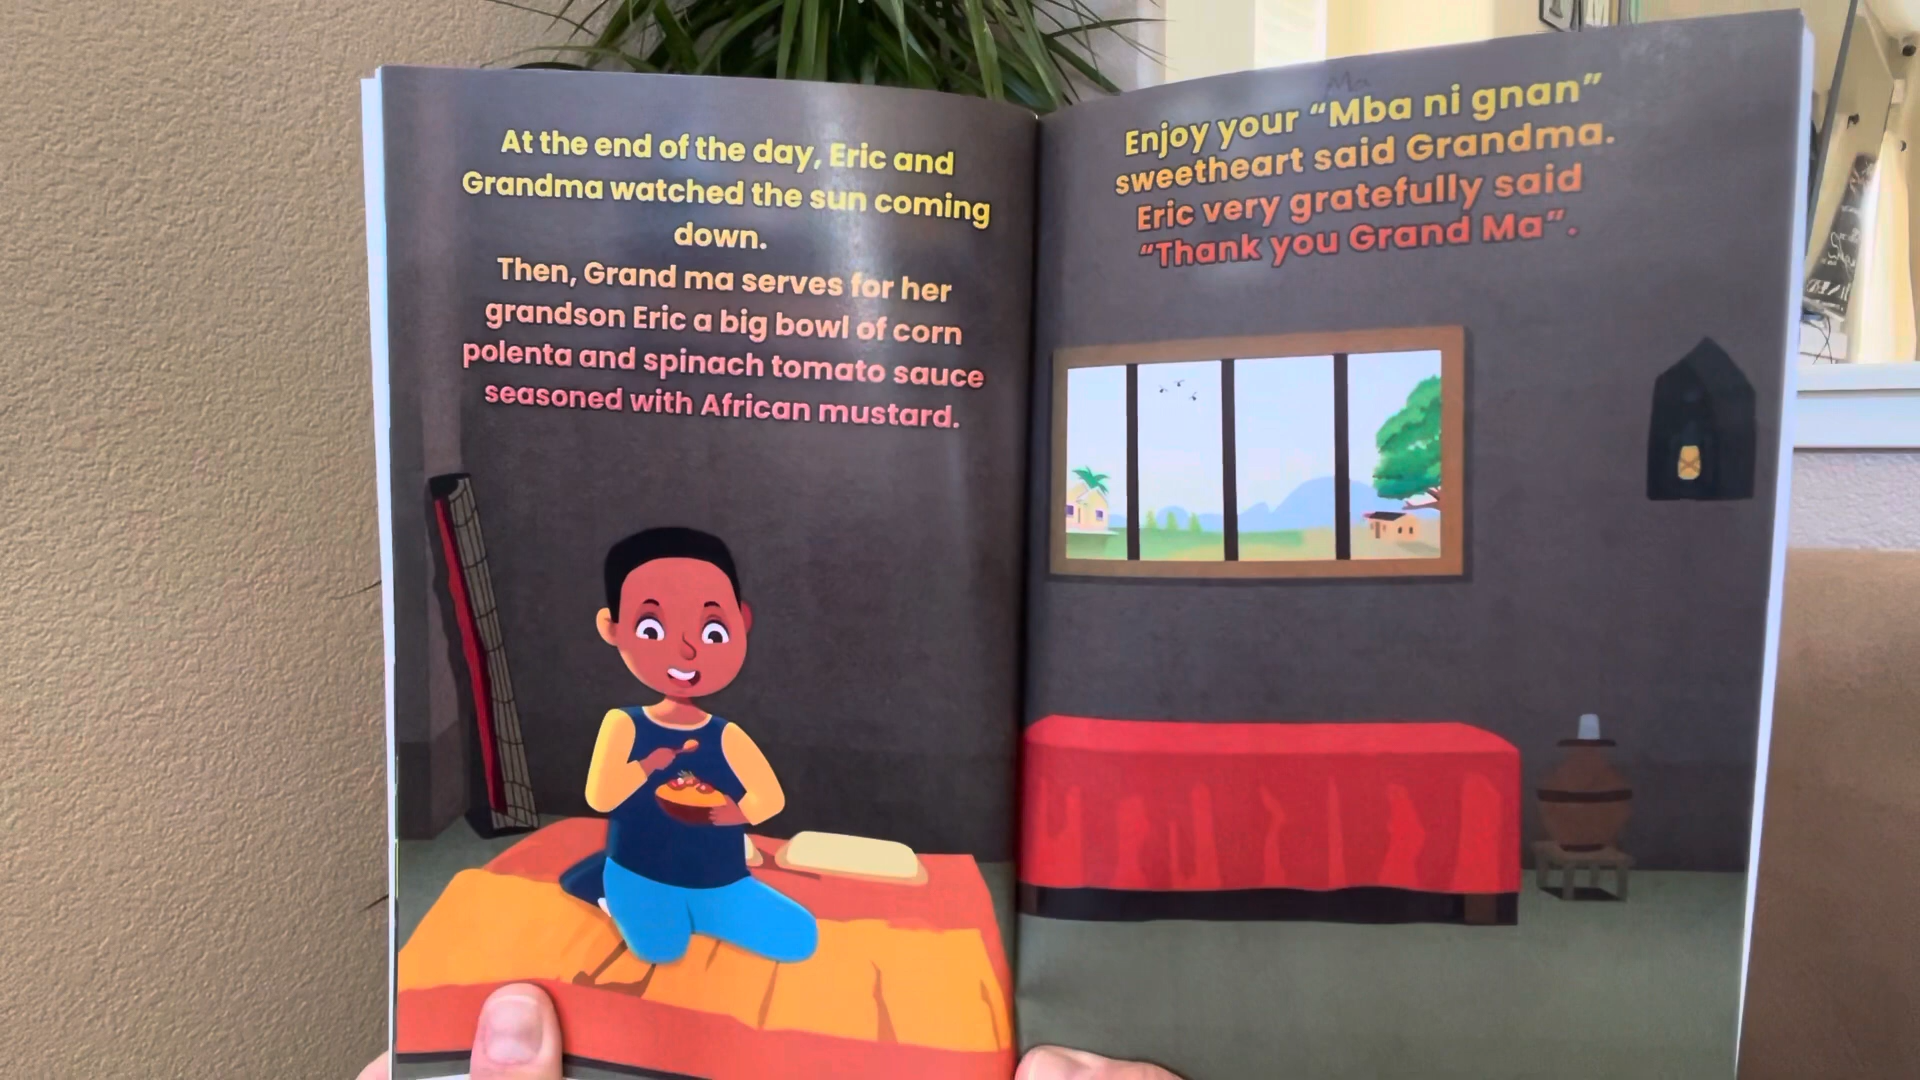 At the end of the day, Eric and
Grandma watched the sun coming
down.
Then, Grand ma serves for her
grandson Eric a big bowl of corn
polenta and spinach tomato sauce
seasoned with African mustard.
Enjoy your “Mba ni gnan”
sweetheart said Grandma.
Eric very gratefully said
“Thank you Grand Ma”.